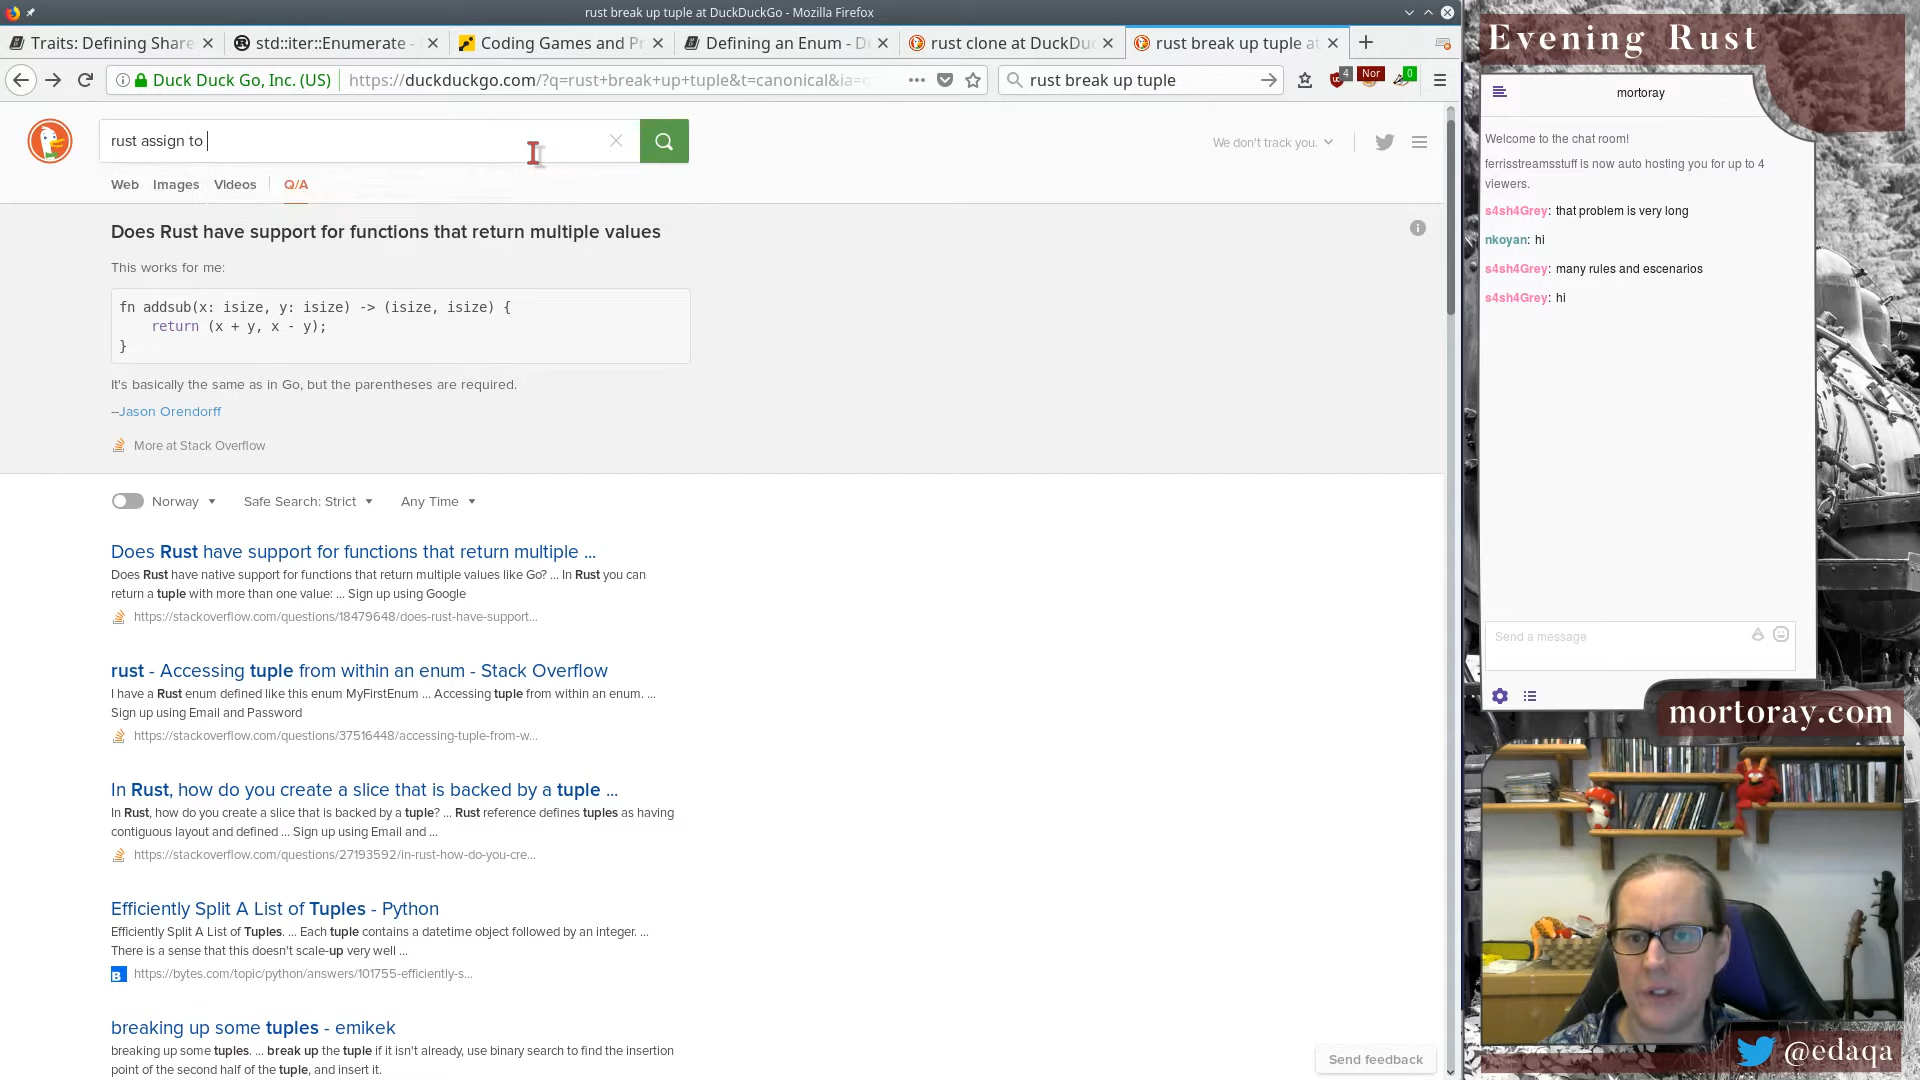 rust break up tuple at DuckDuckGo - Mozilla Firefox
Traits: Defining Share
std::iter::Enumerate -
Coding Games and Pr
Defining an Enum - D
rust clone at DuckDuc
rust break up tuple at
Duck Duck Go, Inc. (US)
https://duckduckgo.com/?q=rust+break+up+tuple&t=canonical&ia=q
rust break up tuple
4
Nor
0
rust assign to
We don't track you.
Web
Images
Videos
Q/A
Does Rust have support for functions that return multiple values
This works for me:
fn addsub(x: isize, y: isize) -> (isize, isize) {
return (x + y, x - y);
}
It's basically the same as in Go, but the parentheses are required.
--Jason Orendorff
More at Stack Overflow
Norway
Safe Search: Strict
Any Time
Does Rust have support for functions that return multiple ...
Does Rust have native support for functions that return multiple values like Go? ... In Rust you can
return a tuple with more than one value: ... Sign up using Google
https://stackoverflow.com/questions/18479648/does-rust-have-support...
rust - Accessing tuple from within an enum - Stack Overflow
I have a Rust enum defined like this enum MyFirstEnum ... Accessing tuple from within an enum. ...
Sign up using Email and Password
https://stackoverflow.com/questions/37516448/accessing-tuple-from-w...
In Rust, how do you create a slice that is backed by a tuple ...
In Rust, how do you create a slice that is backed by a tuple? ... Rust reference defines tuples as having
contiguous layout and defined ... Sign up using Email and ...
https://stackoverflow.com/questions/27193592/in-rust-how-do-you-cre...
Efficiently Split A List of Tuples - Python
Efficiently Split A List of Tuples. ... Each tuple contains a datetime object followed by an integer. ...
There is a sense that this doesn't scale-up very well ...
B
https://bytes.com/topic/python/answers/101755-efficiently-s...
breaking up some tuples - emikek
breaking up some tuples. ... break up the tuple if it isn't already, use binary search to find the insertion
point of the second half of the tuple, and insert it.
Send feedback
Evening Rust
mortoray
Welcome to the chat room!
ferrisstreamsstuff is now auto hosting you for up to 4
viewers.
s4sh4Grey: that problem is very long
nkoyan: hi
s4sh4Grey: many rules and escenarios
s4sh4Grey: hi
Send a message
mortoray.com
@edaqa